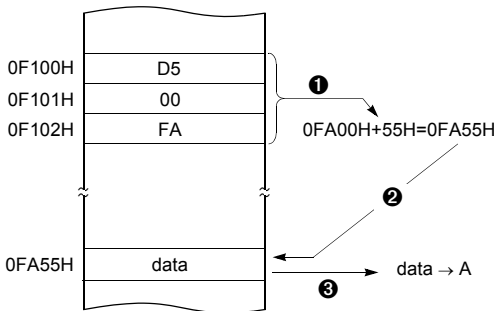 0F100H D5
❶
0F101H 00
0F102H FA 0FA00H+55H=0FA55H
❷
0FA55H data data → A
❸